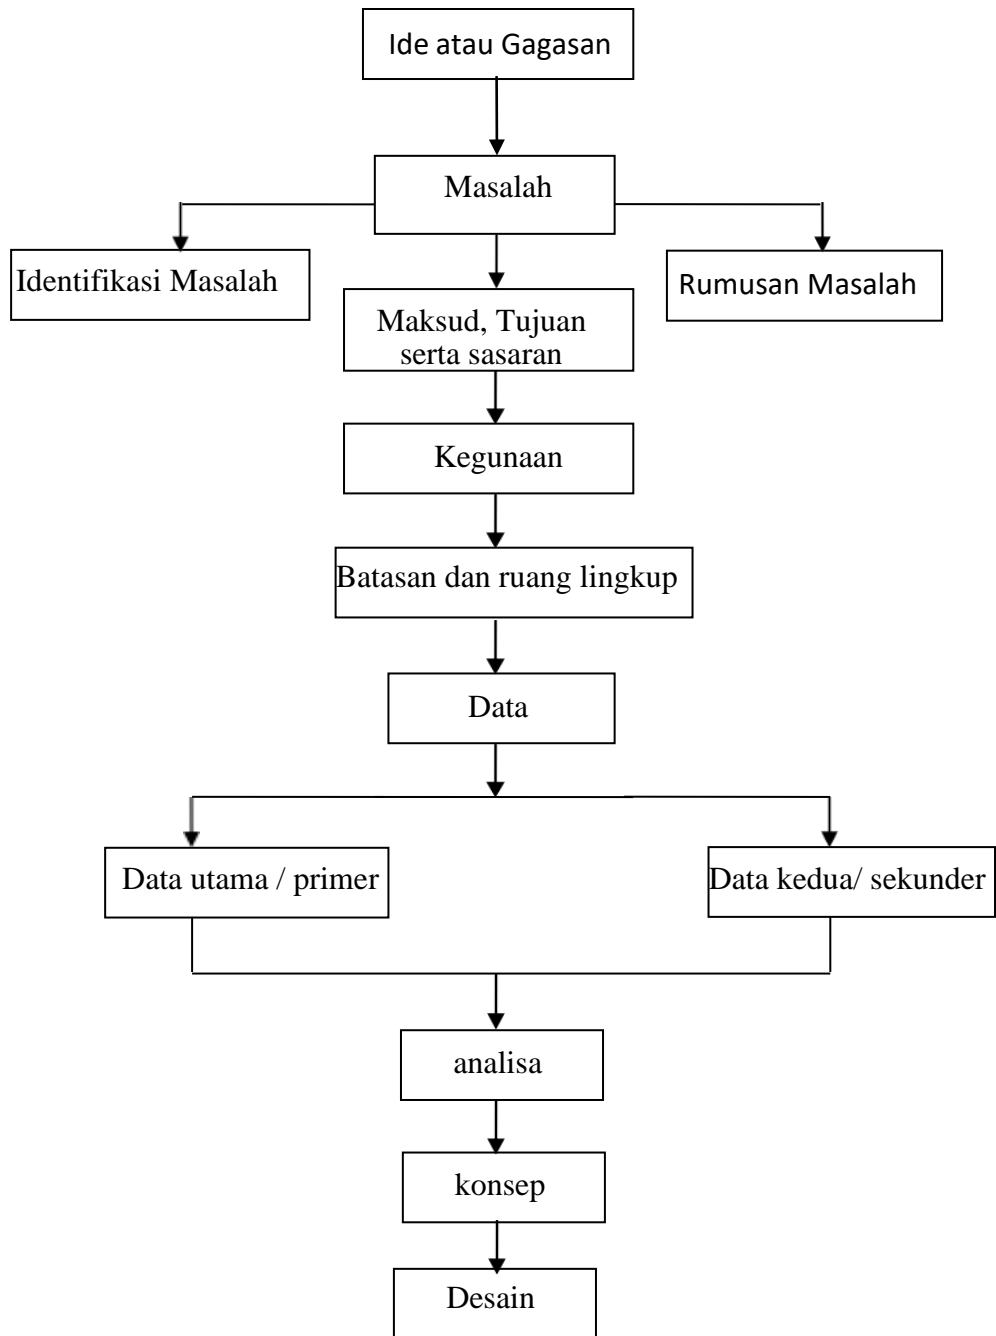 Ide atau Gagasan
Masalah
Identifikasi Masalah
Rumusan Masalah
Maksud, Tujuan
serta sasaran
Kegunaan
Batasan dan ruang lingkup
Data
Data utama / primer
Data kedua/ sekunder
analisa
konsep
Desain